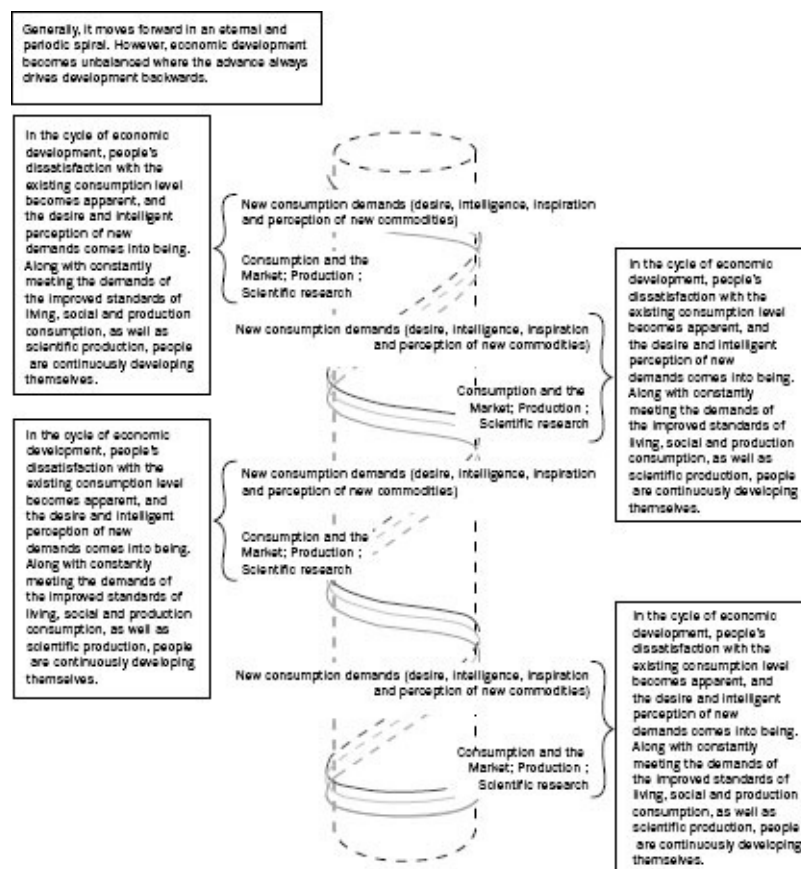 Generally, it moves forward in an eternal and
periodic spiral. However, economic development
becomes unbalanced where the advance always
drives development backwards.
In the cycle of economic
development, people's
dissatisfaction with the
existing consumption level
becomes apparent, and
the desire and intelligent
perception of new
demands comes into being.
Along with constantly
meeting the demands of
the improved standards of
living, social and production
consumption, as well as
scientific production, people
are continuously developing
themselves.
New consumption demands (desire, intelligence, inspiration
and perception of new commodities)
Consumption and the
Market; Production ;
Scientific research
In the cycle of economic
development, people's
dissatisfaction with the
existing consumption level
becomes apparent, and
the desire and intelligent
perception of new
demands comes into being.
Along with constantly
meeting the demands of
the improved standards of
living, social and production
consumption, as well as
scientific production, people
are continuously developing
themselves.
New consumption demands (desire, intelligence, inspiration
and perception of new commodities)
Consumption and the
Market; Production ;
Scientific research
In the cycle of economic
development, people's
dissatisfaction with the
existing consumption level
becomes apparent, and
the desire and intelligent
perception of new
demands comes into being.
Along with constantly
meeting the demands of
the improved standards of
living, social and production
consumption, as well as
scientific production, people
are continuously developing
themselves.
New consumption demands (desire, intelligence, inspiration
and perception of new commodities)
Consumption and the
Market; Production ;
Scientific research
In the cycle of economic
development, people's
dissatisfaction with the
existing consumption level
becomes apparent, and
the desire and intelligent
perception of new
demands comes into being.
Along with constantly
meeting the demands of
the improved standards of
living, social and production
consumption, as well as
scientific production, people
are continuously developing
themselves.
New consumption demands (desire, intelligence, inspiration
and perception of new commodities)
Consumption and the
Market; Production ;
Scientific research